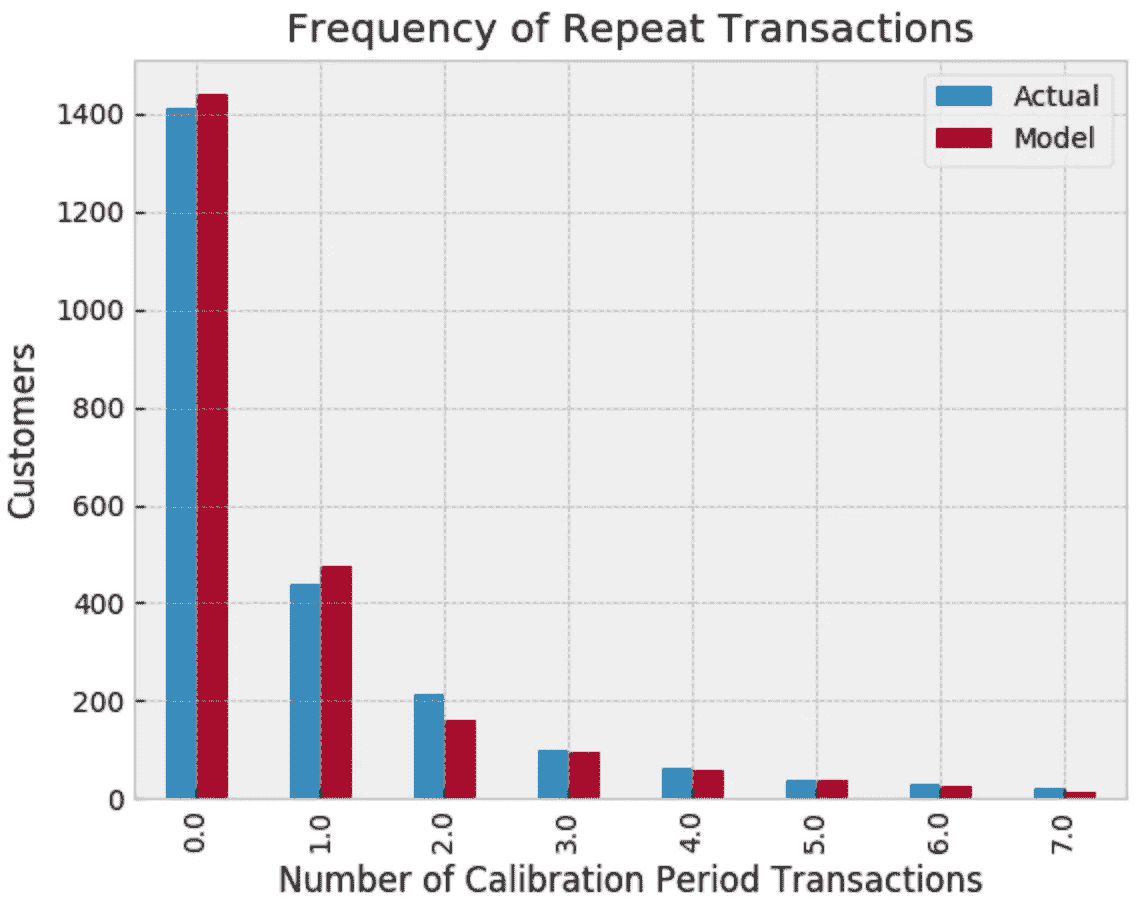 Frequency of Repeat Transactions
Actual
Model
1400
1200
1000
800
600
400
200
0
Customers
0.0 1.0 2.0 3.0 4.0 5.0 6.0 7.0
Number of Calibration Period Transactions